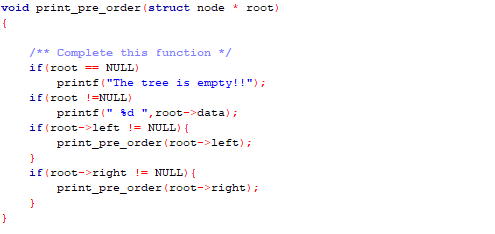 void print_pre_order(struct node * root)
{
/** Complete this function */
if(root == NULL)
printf("The tree is empty!!");
if(root !=NULL)
printf(" %d ",root->data);
if(root->left != NULL){
print_pre_order(root->left);
}
if(root->right != NULL){
print_pre_order(root->right);
}
}